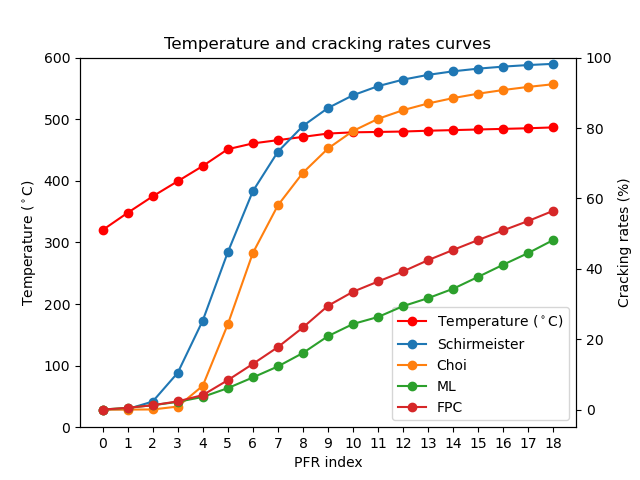 Temperature and cracking rates curves
Temperature (°C)
600
500
400
300
200
100
0
100
80
60
40
20
0
Cracking rates (%)
Temperature (°C)
Schirmeister
Choi
ML
FPC
0 1 2 3 4 5 6 7 8 9 10 11 12 13 14 15 16 17 18
PFR index